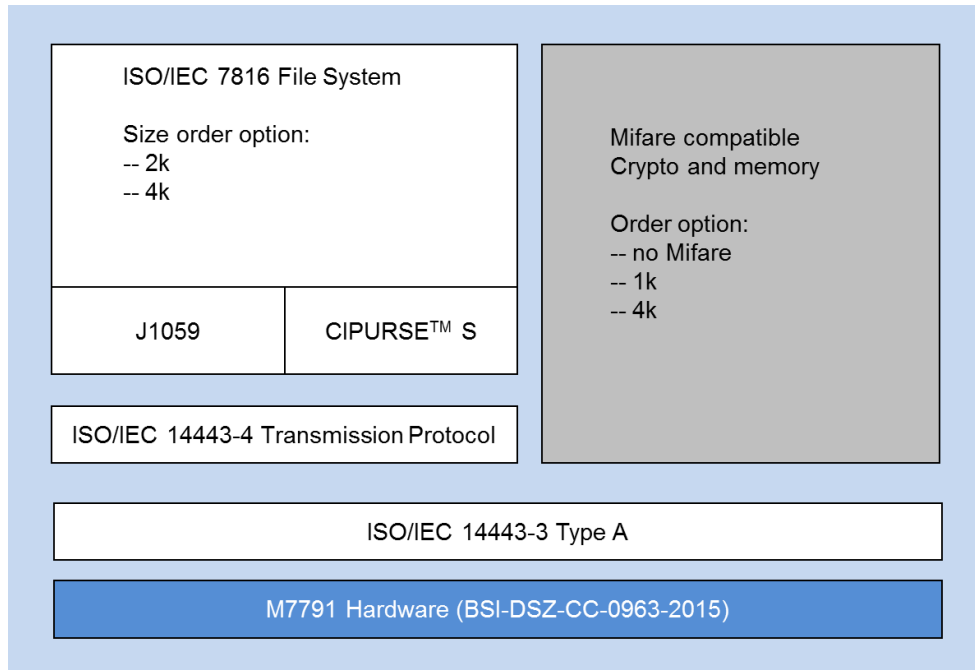 ISO/IEC 7816 File System
Size order option:
-- 2k
-- 4k
J1059
CIPURSE™ S
ISO/IEC 14443-4 Transmission Protocol
Mifare compatible
Crypto and memory
Order option:
-- no Mifare
-- 1k
-- 4k
ISO/IEC 14443-3 Type A
M7791 Hardware (BSI-DSZ-CC-0963-2015)